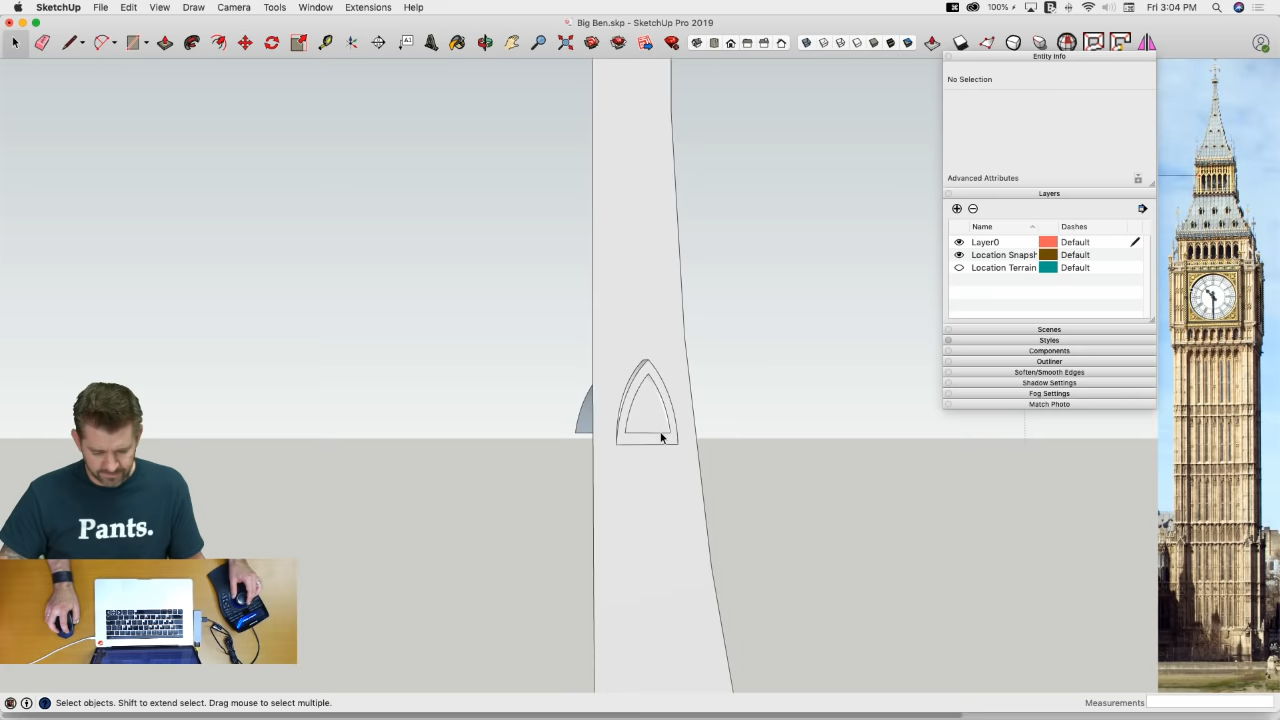 SketchUp File Edit View Draw Camera Tools Window Extensions Help
100% Fri 3:04 PM
Big Ben.skp - SketchUp Pro 2019
Entity Info
No Selection
Advanced Attributes
Layers
Name Dashes
Layer0 Default
Location Snapsh Default
Location Terrain Default
Scenes
Styles
Components
Outliner
Soften/Smooth Edges
Shadow Settings
Fog Settings
Match Photo
Pants.
Select objects. Shift to extend select. Drag mouse to select multiple.
Measurements